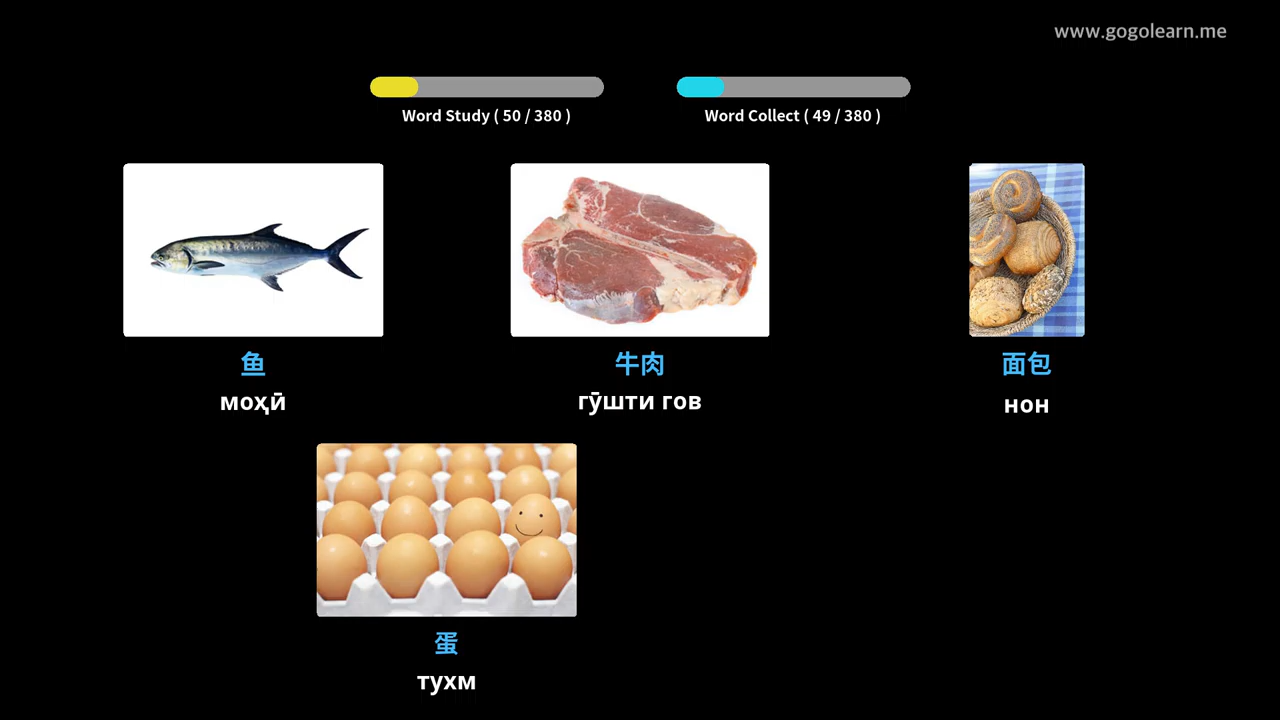 www.gogolearn.me
Word Study ( 50 / 380 )
Word Collect ( 49 / 380 )
鱼
моҳӣ
牛肉
гӯшти гов
面包
нон
蛋
тухм